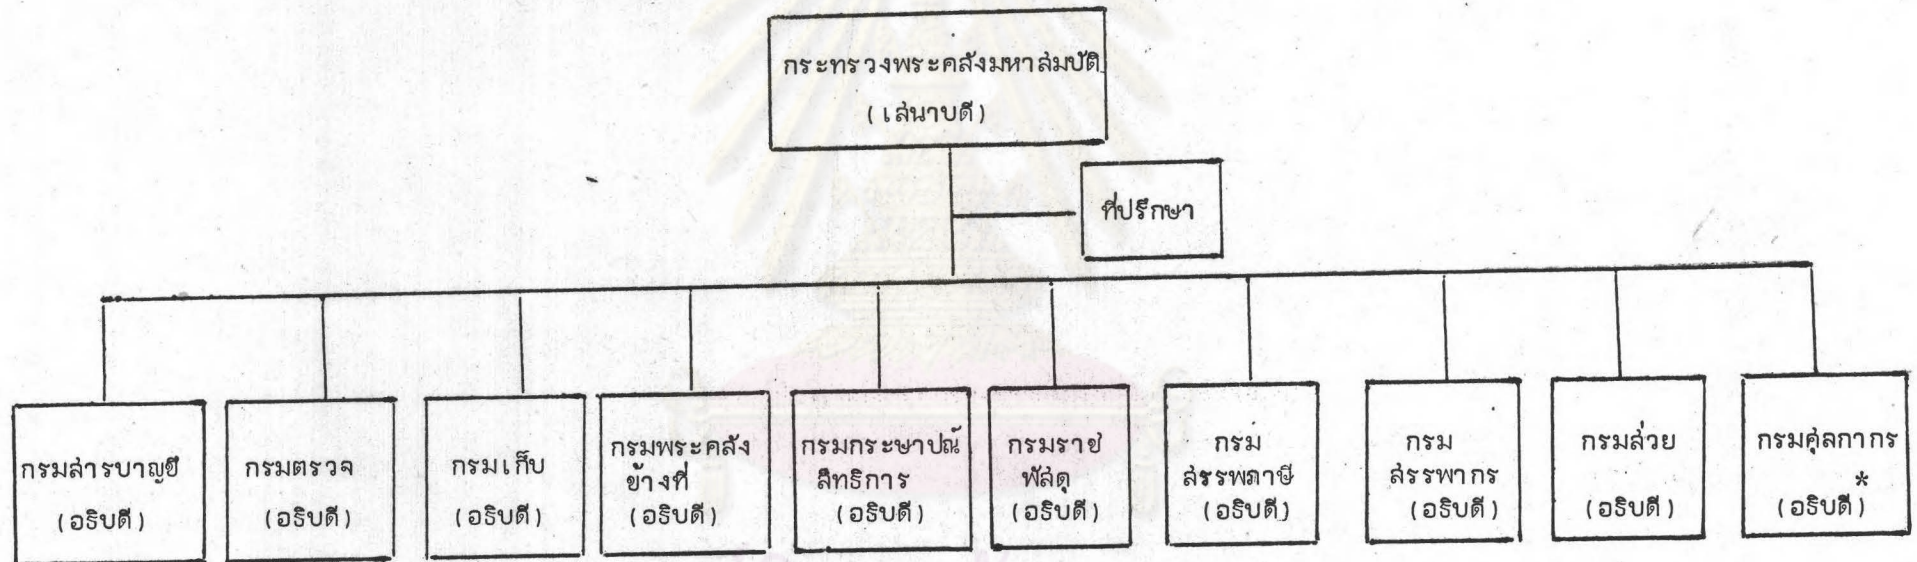 กระทรวงพระคลังมหาสมบัติ
(เสนาบดี)
ที่ปรึกษา
กรมสารบาญชี
(อธิบดี)
กรมตรวจ
(อธิบดี)
กรมเก็บ
(อธิบดี)
กรมพระคลัง
ข้างที่
(อธิบดี)
กรมกระษาปณ์
สิทธิการ
(อธิบดี)
กรมราช
พัสดุ
(อธิบดี)
กรม
สรรพภาษี
(อธิบดี)
กรม
สรรพากร
(อธิบดี)
กรมส่วย
(อธิบดี)
กรมศุลกากร
*
(อธิบดี)